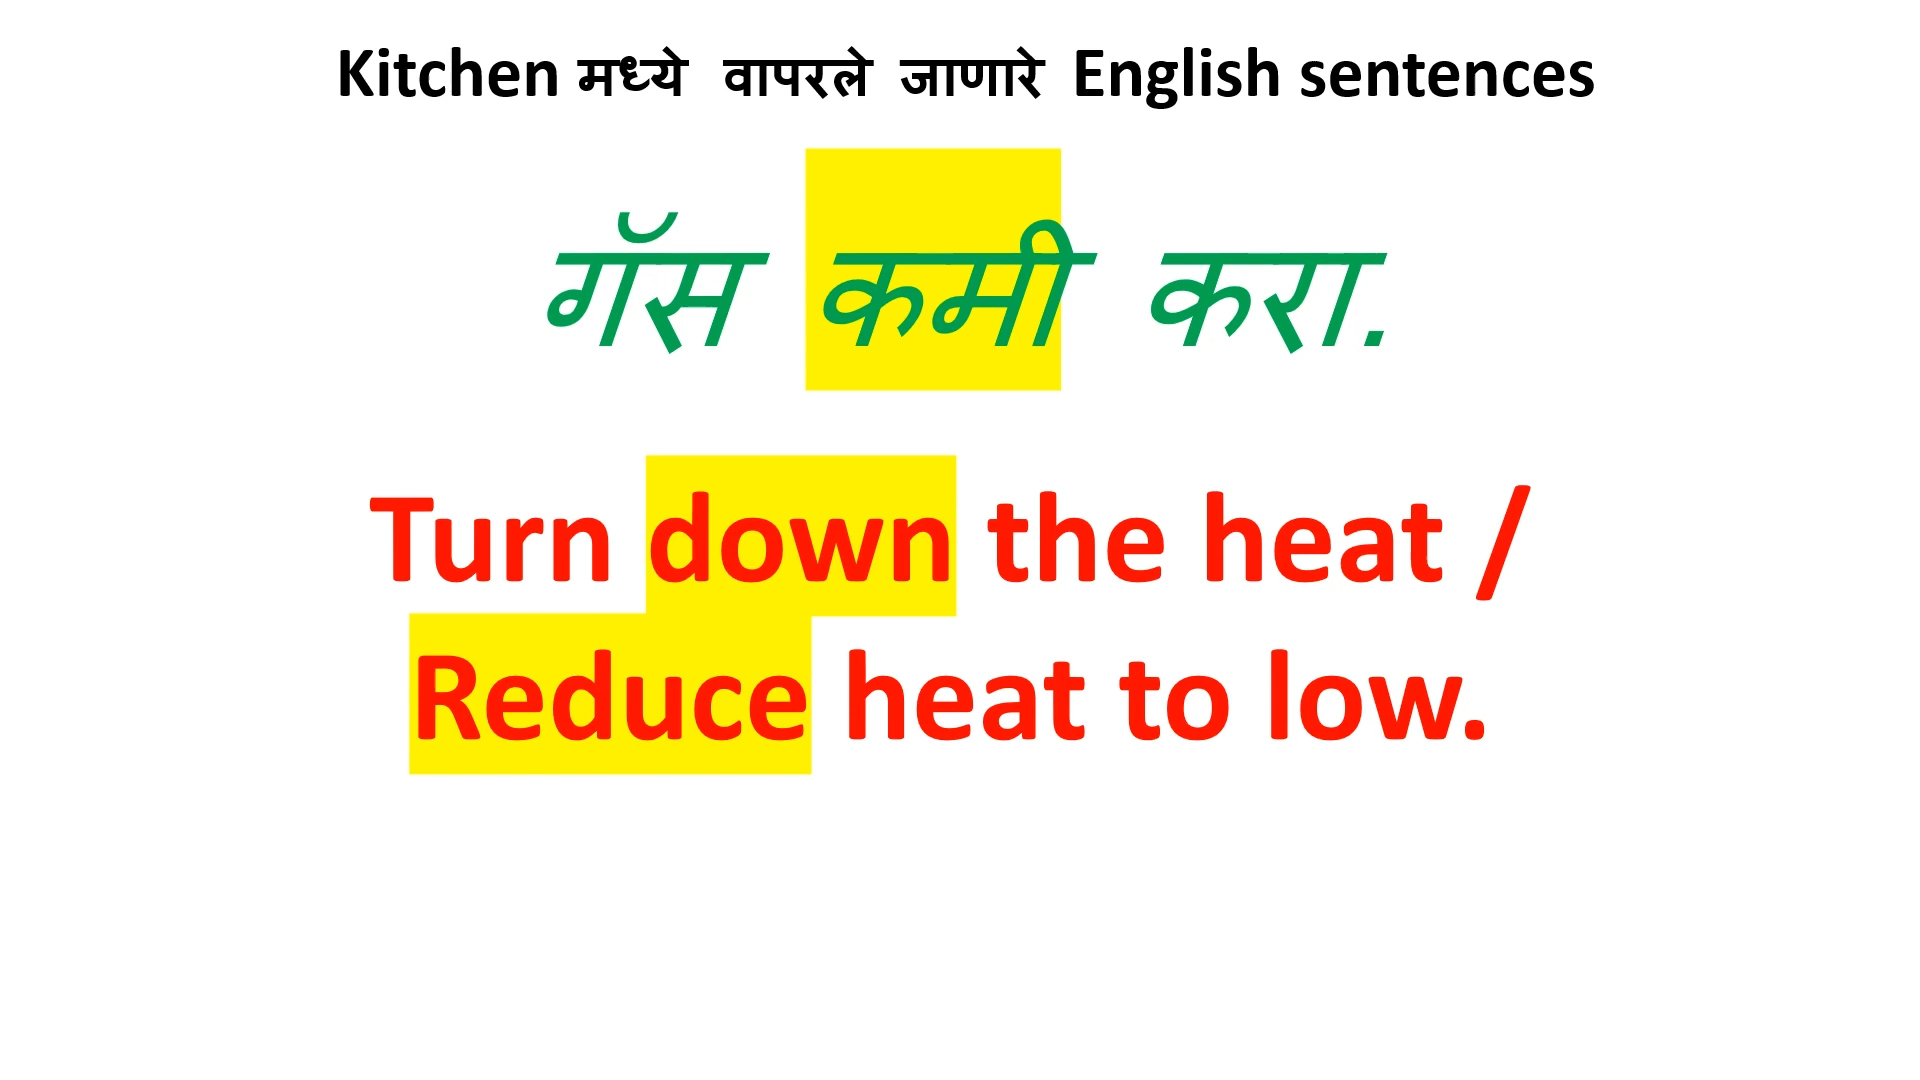 Kitchen मध्ये वापरले जाणारे English sentences
गॅस कमी करा.
Turn down the heat /
Reduce heat to low.